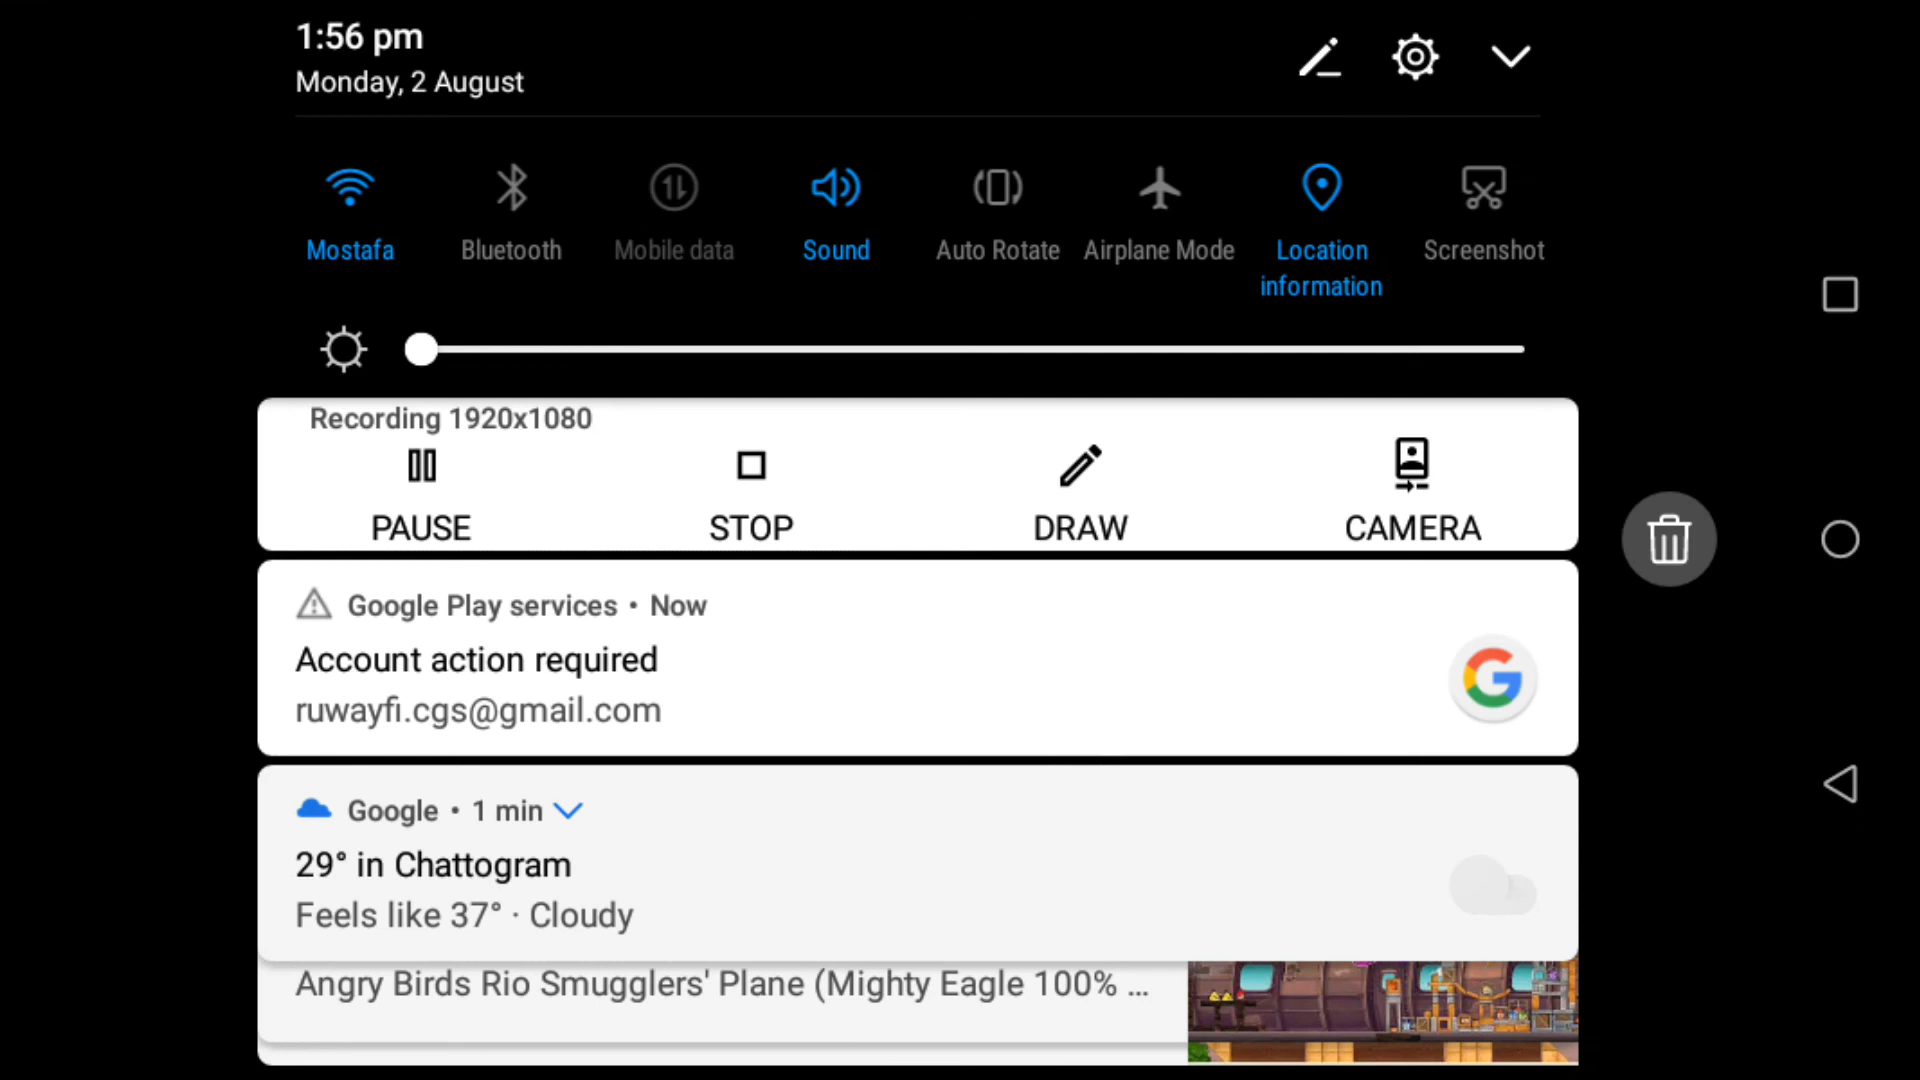 1:56 pm
Monday, 2 August
Mostafa
Bluetooth
Mobile data
Sound
Auto Rotate
Airplane Mode
Location
information
Screenshot
Recording 1920x1080
PAUSE
STOP
DRAW
CAMERA
Google Play services • Now
Account action required
ruwayfi.cgs@gmail.com
Google • 1 min
29° in Chattogram
Feels like 37° · Cloudy
Angry Birds Rio Smugglers' Plane (Mighty Eagle 100% ...